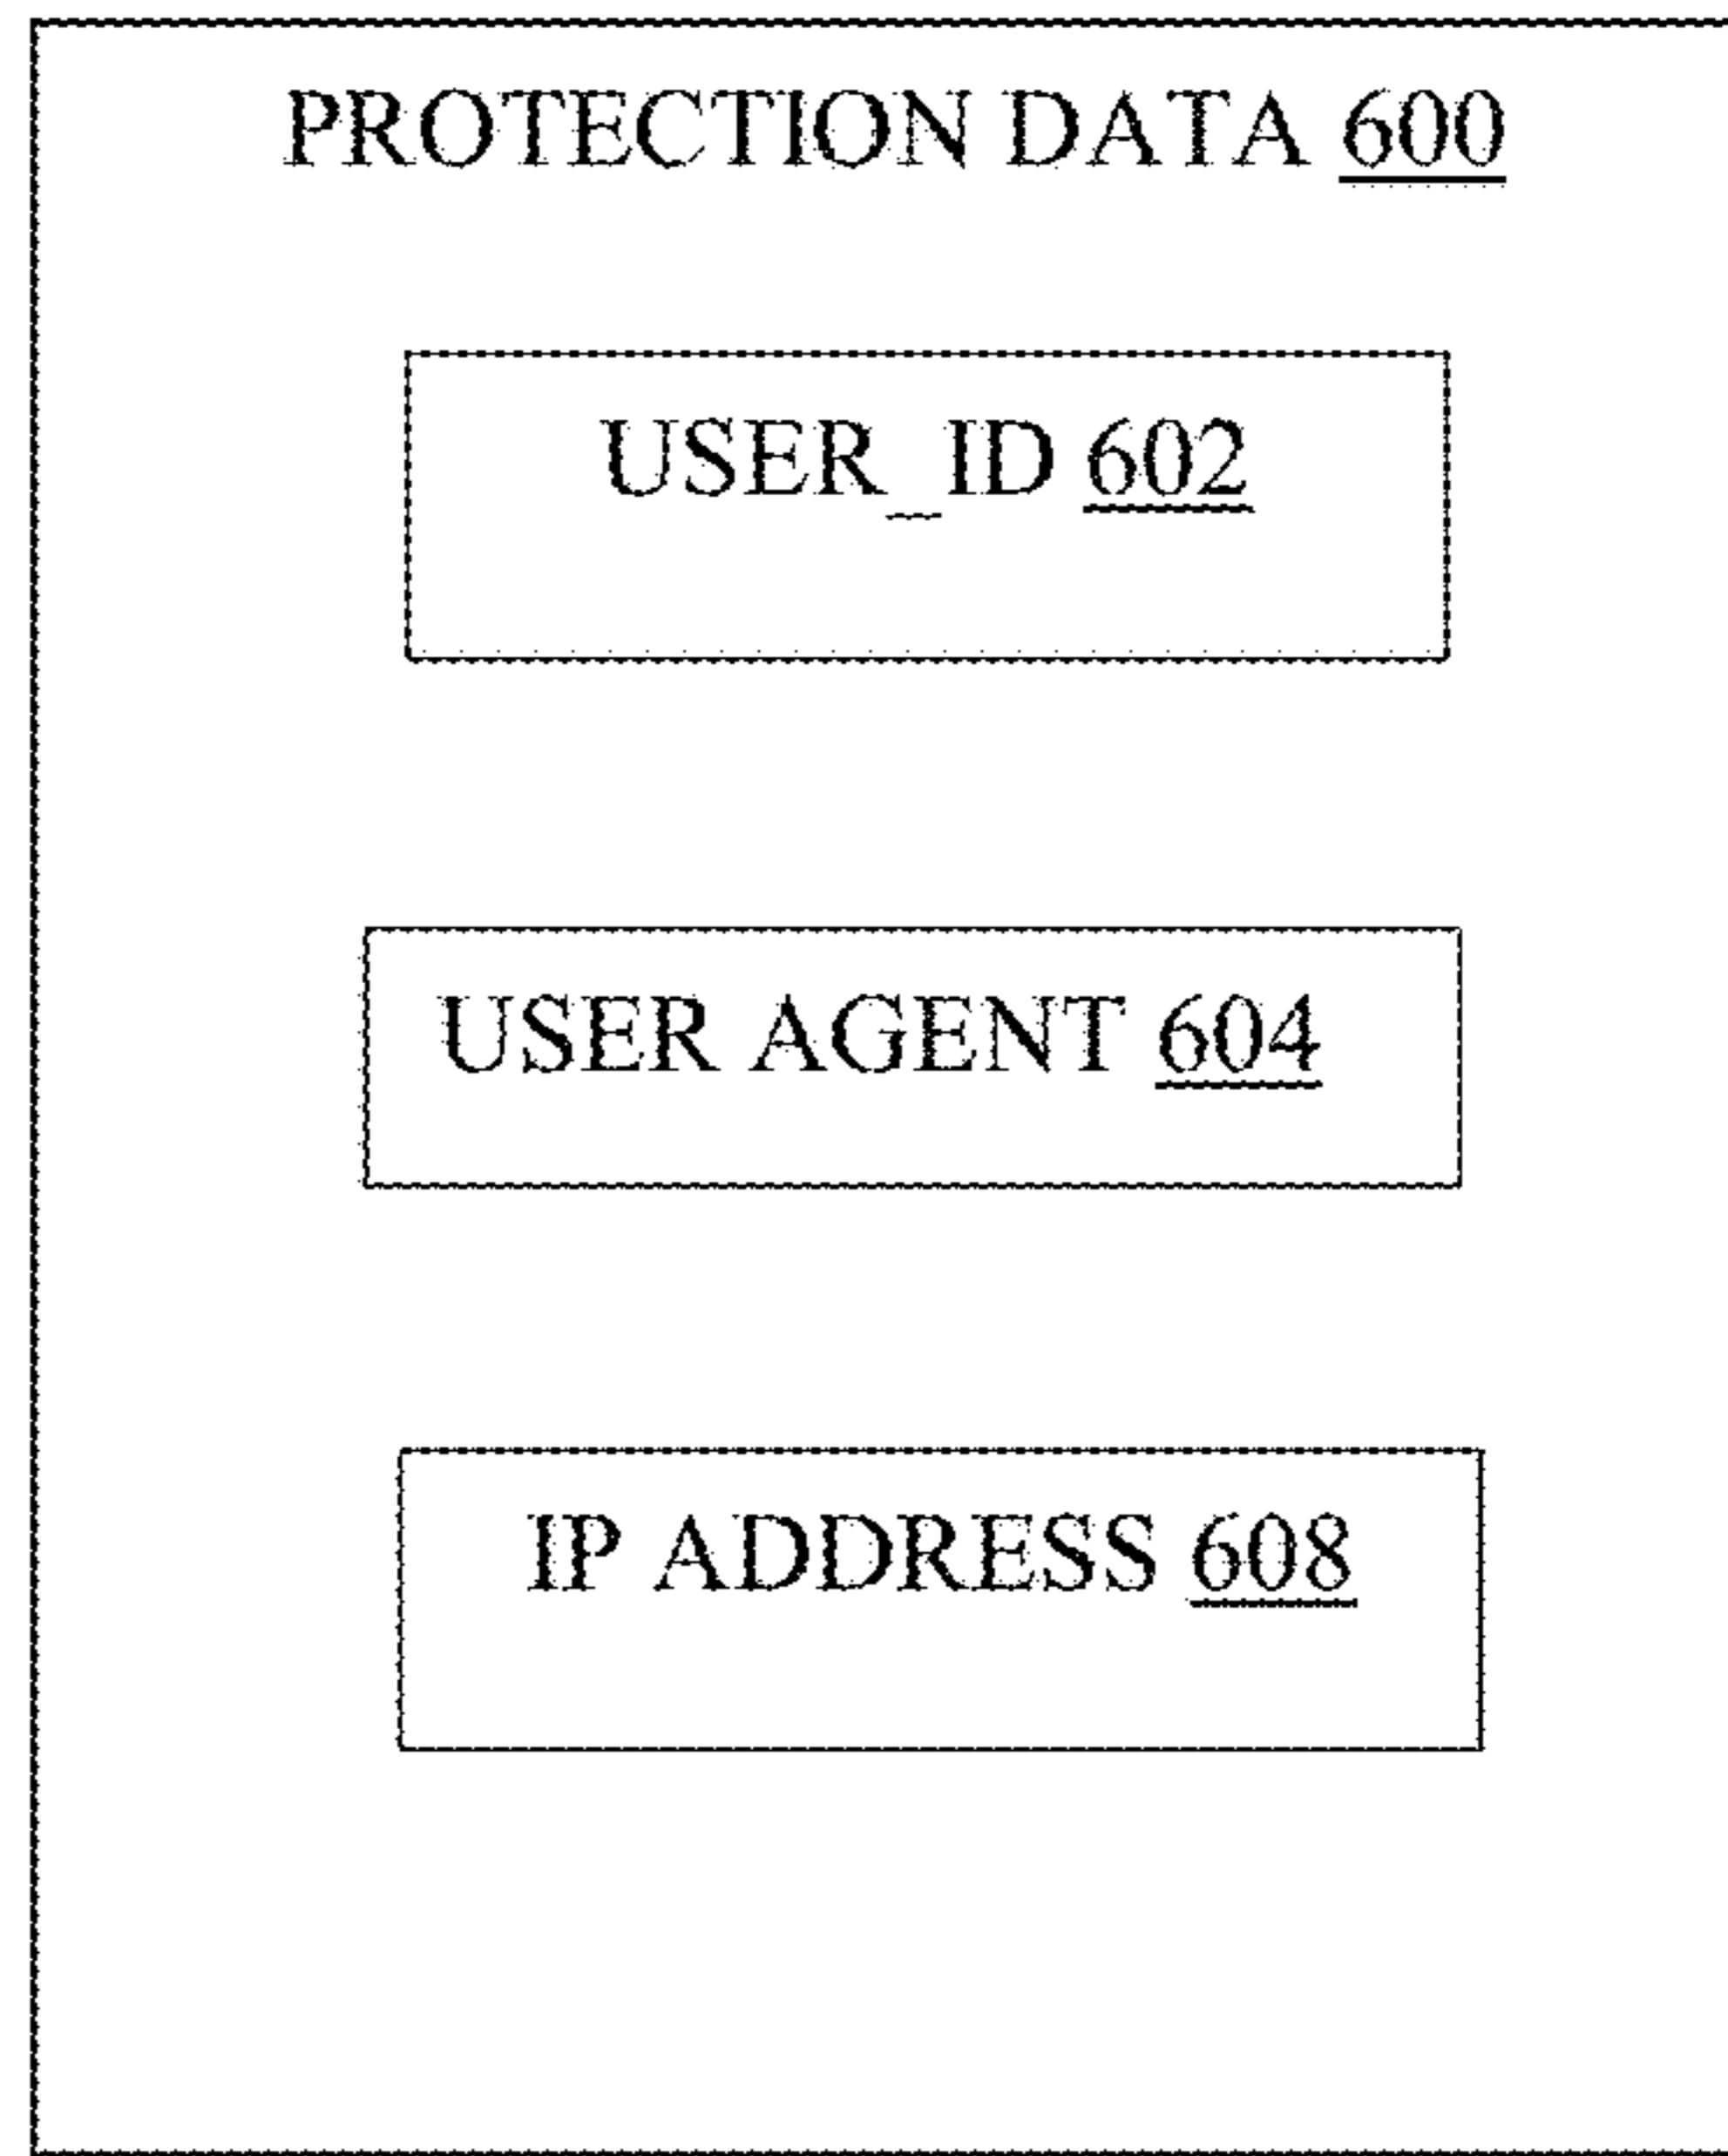 PROTECTION DATA 600
USER_ID 602
USER AGENT 604
IP ADDRESS 608